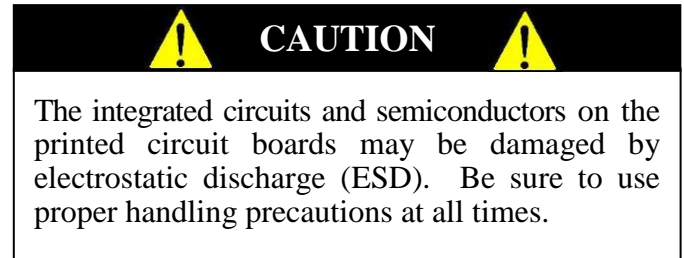 CAUTION
The integrated circuits and semiconductors on the
printed circuit boards may be damaged by
electrostatic discharge (ESD). Be sure to use
proper handling precautions at all times.